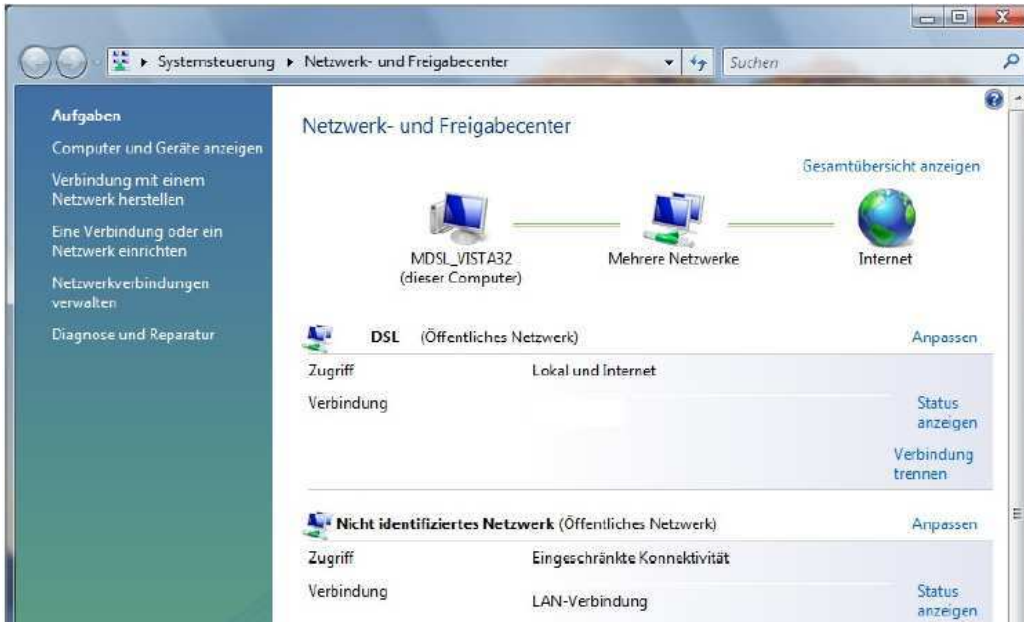 Systemsteuerung
Netzwerk- und Freigabecenter
Suchen
Aufgaben
Computer und Geräte anzeigen
Verbindung mit einem
Netzwerk herstellen
Eine Verbindung oder ein
Netzwerk einrichten
Netzwerkverbindungen
verwalten
Diagnose und Reparatur
Netzwerk- und Freigabecenter
Gesamtübersicht anzeigen
MDSL_VISTA32
(dieser Computer)
Mehrere Netzwerke
Internet
DSL (Öffentliches Netzwerk) Anpassen
Zugriff Lokal und Internet
Verbindung
Status
anzeigen
Verbindung
trennen
Nicht identifiziertes Netzwerk (Öffentliches Netzwerk) Anpassen
Zugriff Eingeschränkte Konnektivität
Verbindung LAN-Verbindung
Status
anzeigen